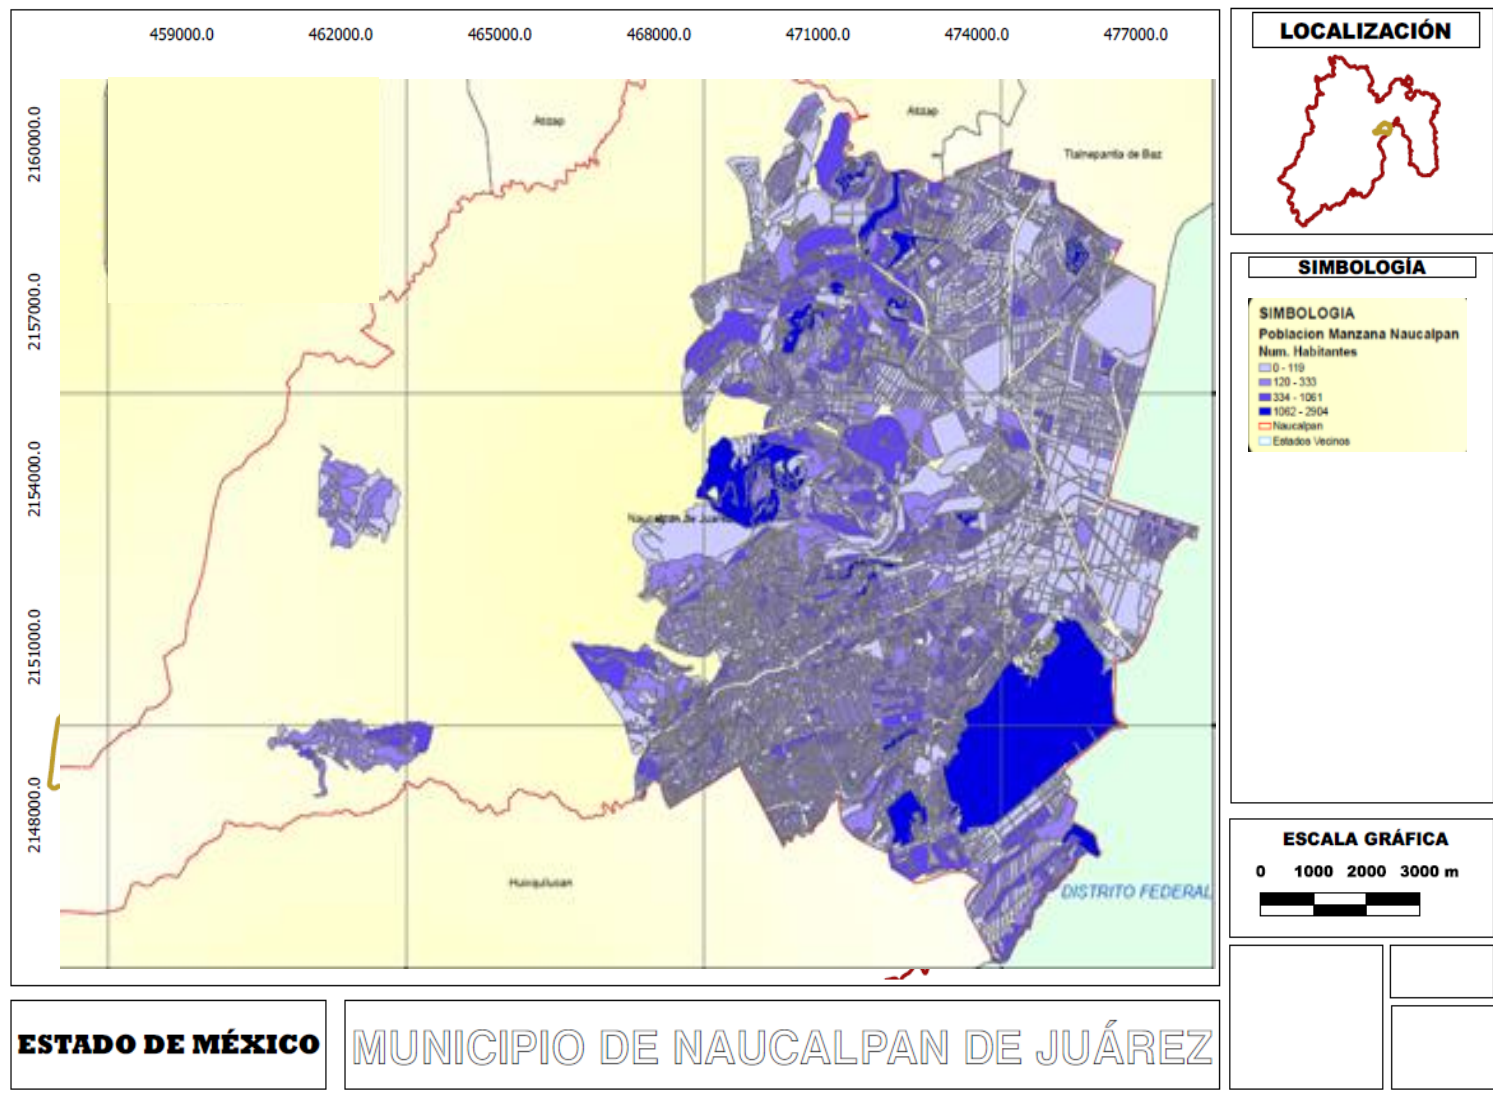 459000.0 462000.0 465000.0 468000.0 471000.0 474000.0 477000.0
2160000.0
2157000.0
2154000.0
2151000.0
2148000.0
Atizap
Atizap
Tlalnepantla de Baz
Naucalpan de Juarez
Huixquilucan
DISTRITO FEDERAL
LOCALIZACIÓN
SIMBOLOGÍA
SIMBOLOGIA
Poblacion Manzana Naucalpan
Num. Habitantes
0 - 119
120 - 333
334 - 1061
1062 - 2904
Naucalpan
Estados Vecinos
ESCALA GRÁFICA
0 1000 2000 3000 m
ESTADO DE MÉXICO
MUNICIPIO DE NAUCALPAN DE JUÁREZ